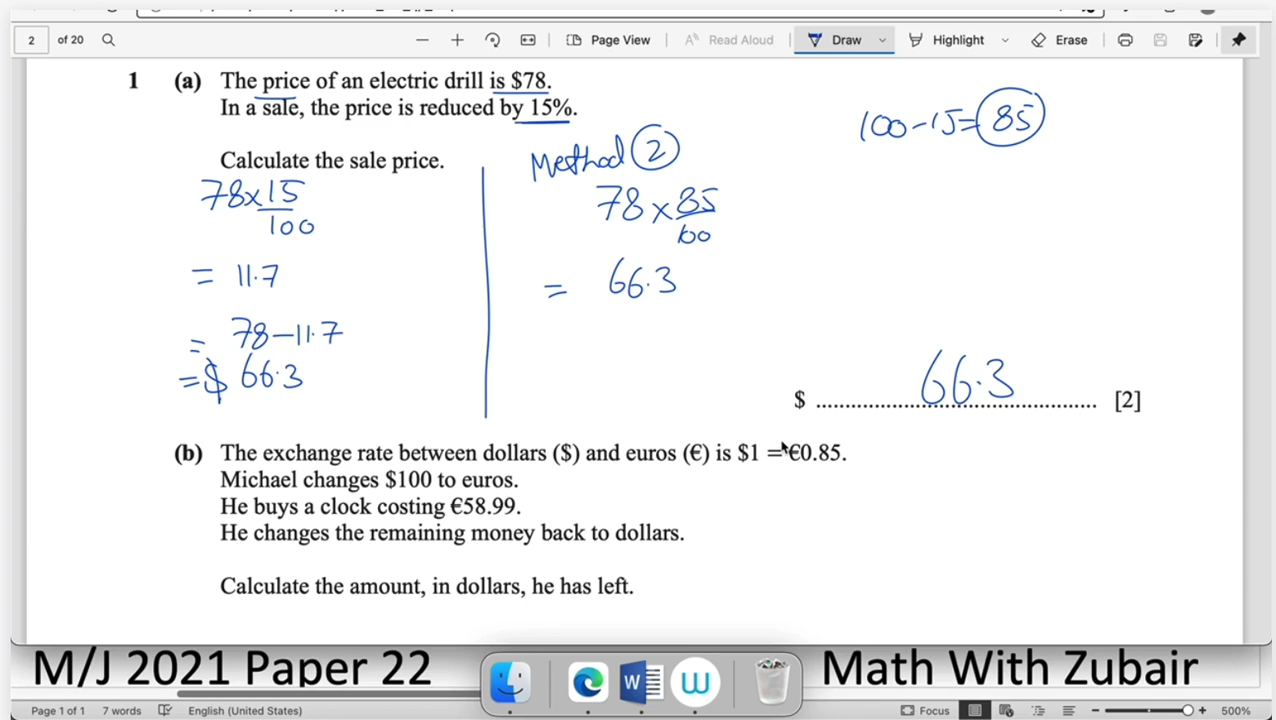 2 of 20 Page View Read Aloud Draw Highlight Erase
1 (a) The price of an electric drill is $78.
In a sale, the price is reduced by 15%.
100-15=85
Calculate the sale price.
78×15/100
= 11.7
= 78-11.7
=$ 66.3
Method 2
78×85/100
= 66.3
$ 66.3 [2]
(b) The exchange rate between dollars ($) and euros (€) is $1 = €0.85.
Michael changes $100 to euros.
He buys a clock costing €58.99.
He changes the remaining money back to dollars.
Calculate the amount, in dollars, he has left.
M/J 2021 Paper 22
W
Math With Zubair
Page 1 of 1 7 words English (United States) Focus 500%